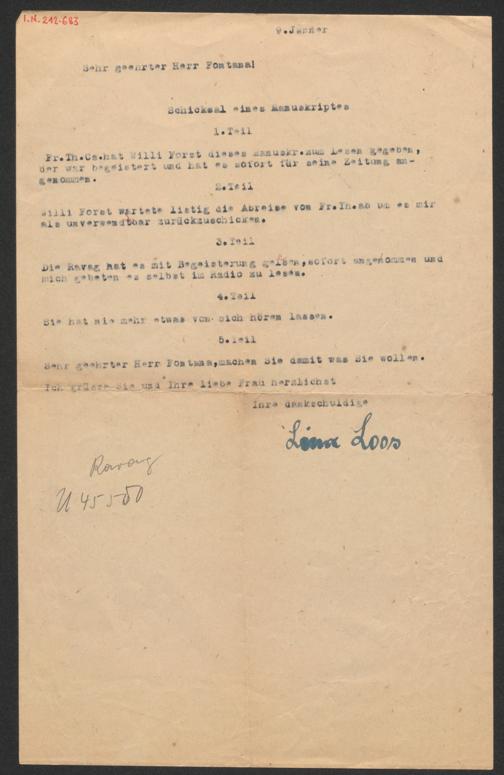 I.N. 242.683
9.Jänner
Sehr geehrter Herr Fontana!
Schicksal eines Manuskriptes
1.Teil
Fr.Th.Cs.hat Willi Forst dieses Manuskr.zum Lesen gegeben,
der war begeistert und hat es sofort für seine Zeitung an-
genommen.
2.Teil
Willi Forst wartete listig die Abreise von Fr.Th.ab um es mir
als unverwendbar zurückzuschicken.
3.Teil
Die Ravag hat es mit Begeisterung gelsen,sofort angenommen und
mich gebeten es selbst im Radio zu lesen.
4.Teil
Sie hat nie mehr etwas von sich hören lassen.
5.Teil
Sehr geehrter Herr Fontana,machen Sie damit was Sie wollen.
Ich grüsse Sie und Ihre liebe Frau herzlichst
Ihre dankschuldige
Lina Loos
Ravag
U 45 5 00